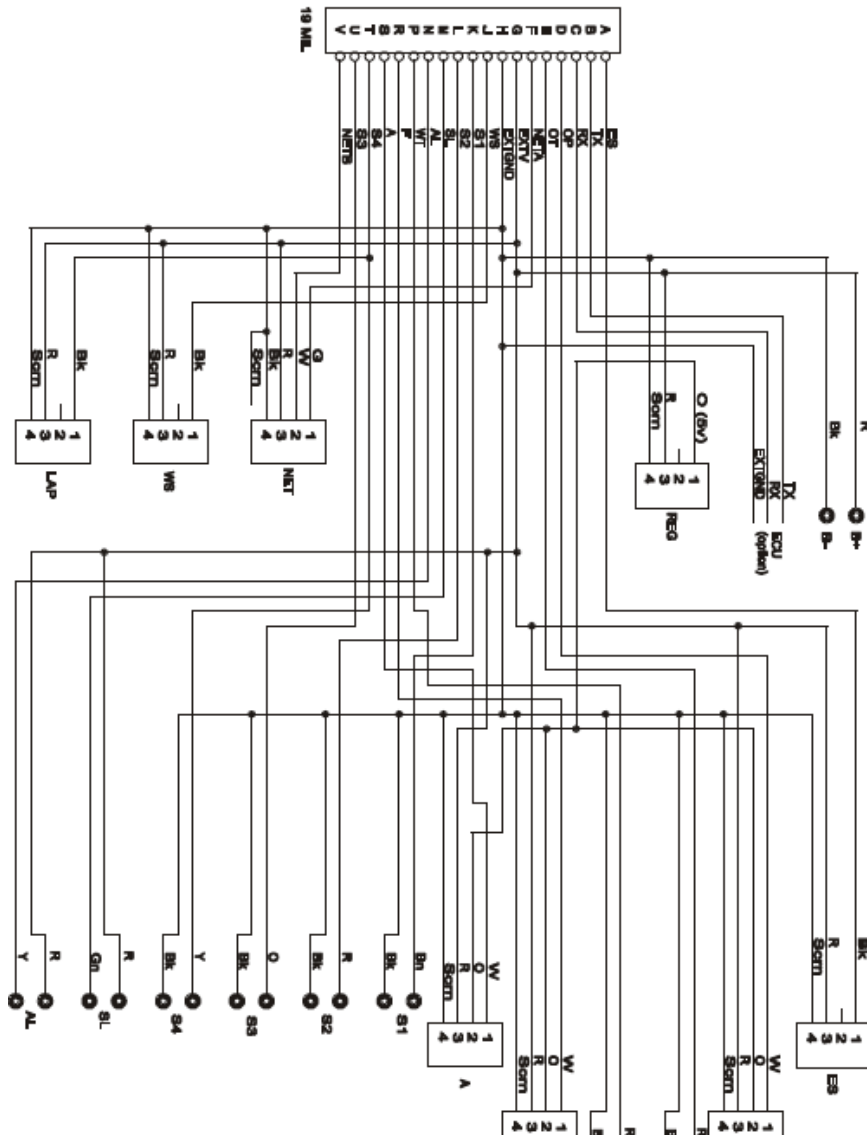 19 MIL
V U T S R P N M L K J H G F E D C B A
NETB
S3
S4
A
F
WT
AL
SL
S2
S1
WS
EXTGND
EXTV
NETA
OT
OP
RX
TX
ES
Scrn
R
Bk
4 3 2 1
LAP
Scrn
R
Bk
4 3 2 1
WS
Scrn
Bk
R
W
G
4 3 2 1
NET
Scrn
R
O (5v)
4 3 2 1
REG
EXTGND
RX
TX
ECU
(option)
Bk
R
B-
B+
Y
R
AL
Gn
R
SL
Bk
Y
S4
Bk
O
S3
Bk
R
S2
Bk
Bn
S1
Scrn
R
O
W
4 3 2 1
A
Scrn
R
O
W
4 3 2 1
R
R
Scrn
R
O
W
4 3 2 1
Scrn
R
Bk
4 3 2 1
ES